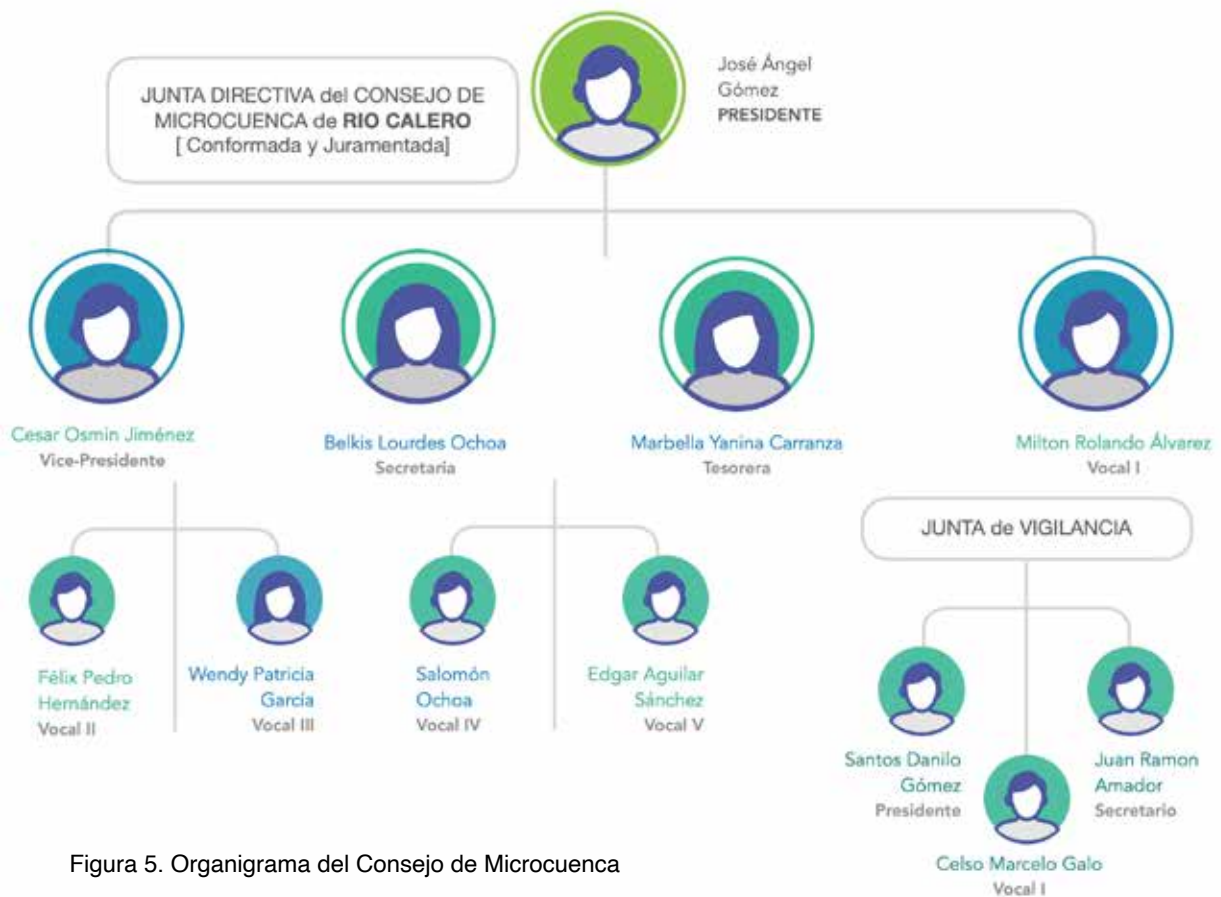 JUNTA DIRECTIVA del CONSEJO DE
MICROCUENCA de RIO CALERO
[ Conformada y Juramentada]
José Ángel
Gómez
PRESIDENTE
Cesar Osmin Jiménez
Vice-Presidente
Belkis Lourdes Ochoa
Secretaria
Marbella Yanina Carranza
Tesorera
Milton Rolando Álvarez
Vocal I
Félix Pedro
Hernández
Vocal II
Wendy Patricia
García
Vocal III
Salomón
Ochoa
Vocal IV
Edgar Aguilar
Sánchez
Vocal V
JUNTA de VIGILANCIA
Santos Danilo
Gómez
Presidente
Juan Ramon
Amador
Secretario
Celso Marcelo Galo
Vocal I
Figura 5. Organigrama del Consejo de Microcuenca